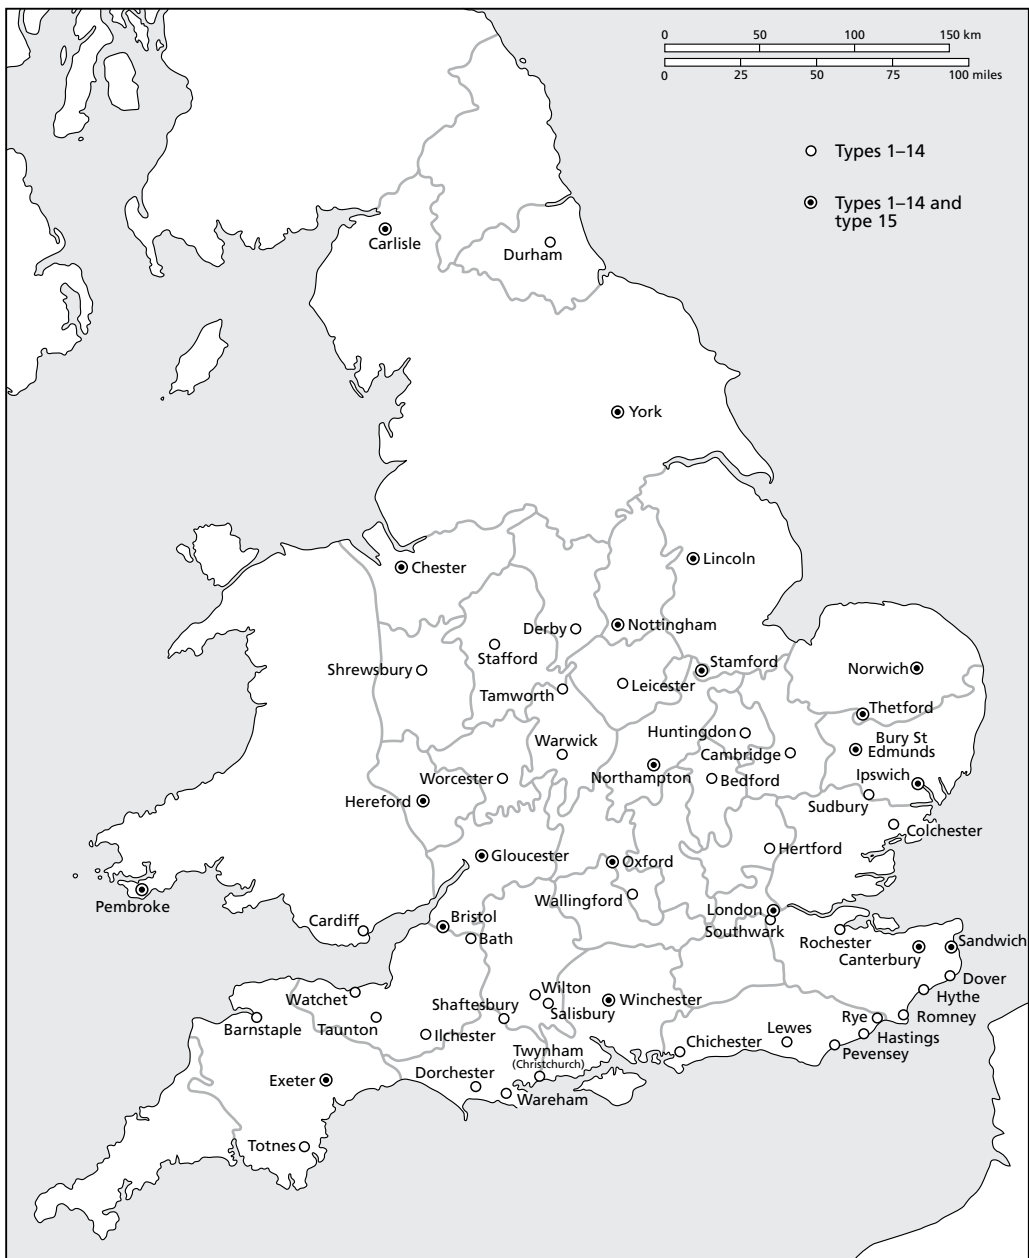 0 50 100 150 km
0 25 50 75 100 miles
Types 1–14
Types 1–14 and
type 15
Carlisle
Durham
York
Chester
Lincoln
Derby
Nottingham
Stafford
Shrewsbury
Stamford
Norwich
Tamworth
Leicester
Thetford
Huntingdon
Bury St
Edmunds
Warwick
Cambridge
Worcester
Northampton
Bedford
Ipswich
Hereford
Sudbury
Colchester
Hertford
Gloucester
Oxford
Wallingford
Pembroke
London
Cardiff
Bristol
Southwark
Bath
Rochester
Sandwich
Canterbury
Dover
Watchet
Wilton
Hythe
Shaftesbury
Salisbury
Winchester
Barnstaple
Taunton
Ilchester
Rye
Romney
Lewes
Hastings
Chichester
Pevensey
Twynham
(Christchurch)
Exeter
Dorchester
Wareham
Totnes